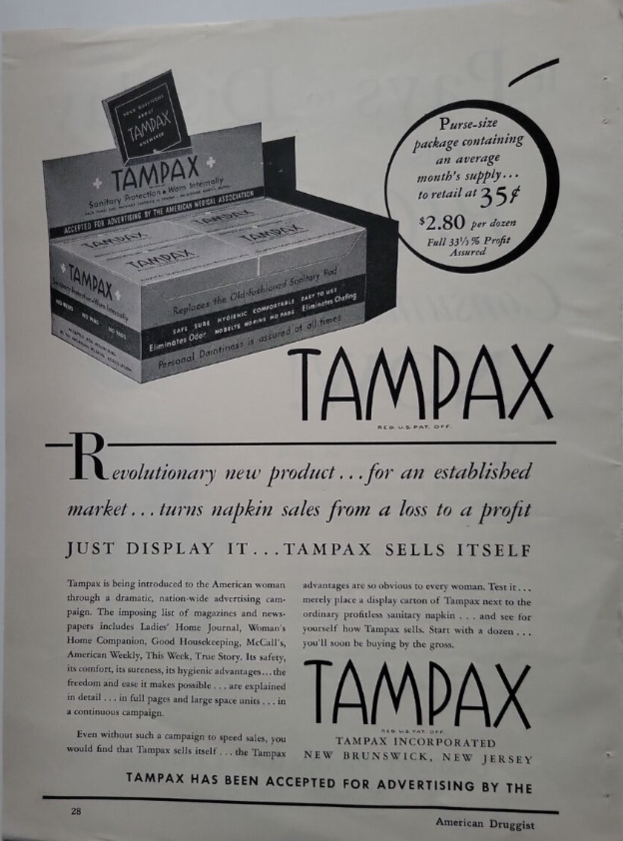 TAMPAX
TAMPAX
Sanitary Protection • Worn Internally
ACCEPTED FOR ADVERTISING BY THE AMERICAN MEDICAL ASSOCIATION
TAMPAX
TAMPAX
TAMPAX
TAMPAX
NO BELTS NO PINS NO PADS
Replaces the Old-fashioned Sanitary Pad
SAFE SURE HYGIENIC COMFORTABLE EASY TO USE
Eliminates Odor NO BELTS NO PINS NO PADS Eliminates Chafing
Personal Daintiness is assured at all times
Purse-size
package containing
an average
month's supply...
to retail at 35¢
$2.80 per dozen
Full 33⅓% Profit
Assured
TAMPAX
REG. U.S. PAT. OFF.
Revolutionary new product...for an established
market...turns napkin sales from a loss to a profit
JUST DISPLAY IT...TAMPAX SELLS ITSELF
Tampax is being introduced to the American woman
through a dramatic, nation-wide advertising cam-
paign. The imposing list of magazines and news-
papers includes Ladies' Home Journal, Woman's
Home Companion, Good Housekeeping, McCall's,
American Weekly, This Week, True Story. Its safety,
its comfort, its sureness, its hygienic advantages...the
freedom and ease it makes possible...are explained
in detail...in full pages and large space units...in
a continuous campaign.
Even without such a campaign to speed sales, you
would find that Tampax sells itself...the Tampax
advantages are so obvious to every woman. Test it...
merely place a display carton of Tampax next to the
ordinary profitless sanitary napkin...and see for
yourself how Tampax sells. Start with a dozen...
you'll soon be buying by the gross.
TAMPAX
REG. U.S. PAT. OFF.
TAMPAX INCORPORATED
NEW BRUNSWICK, NEW JERSEY
TAMPAX HAS BEEN ACCEPTED FOR ADVERTISING BY THE
28
American Druggist